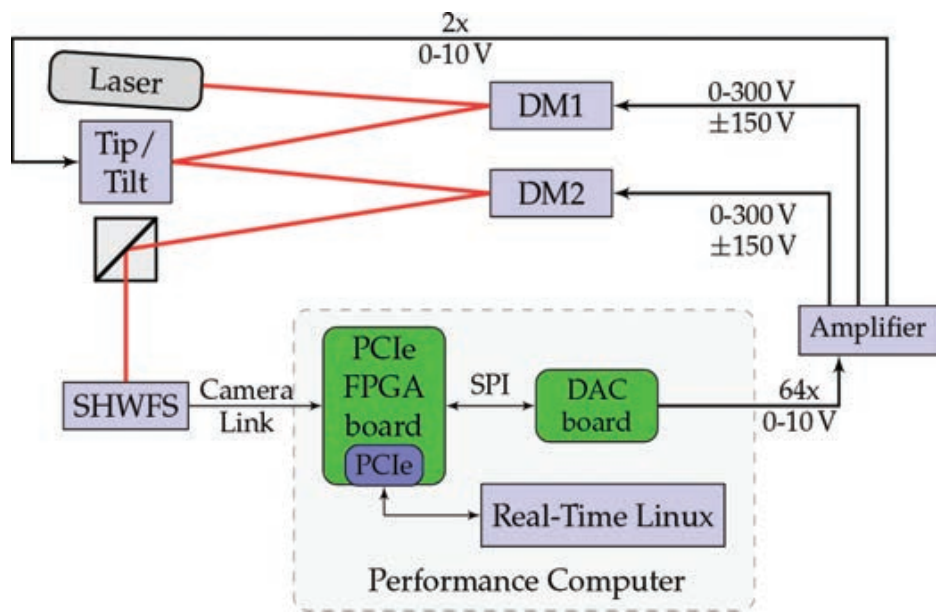 2x
0-10 V
Laser
DM1
0-300 V
±150 V
Tip/
Tilt
DM2
0-300 V
±150 V
Amplifier
PCIe
FPGA
board
PCIe
SPI
DAC
board
64x
0-10 V
SHWFS
Camera
Link
Real-Time Linux
Performance Computer